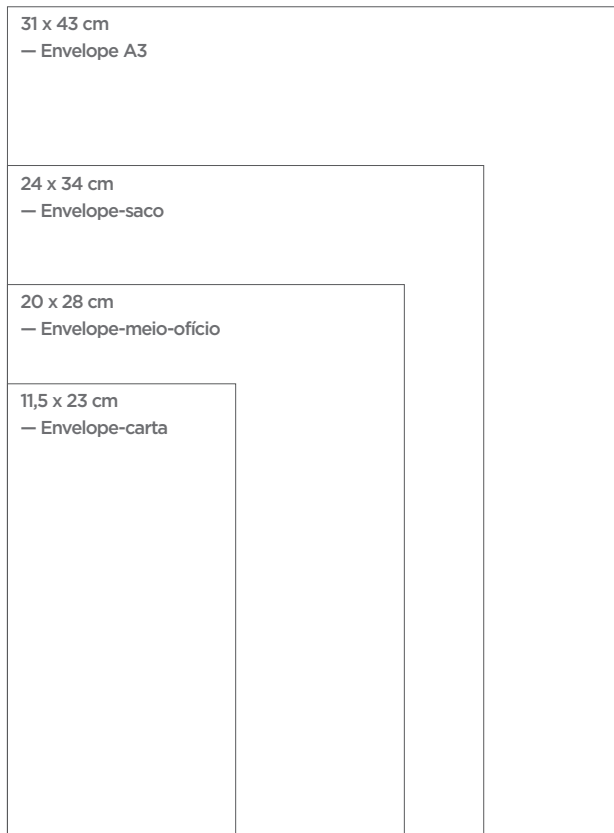 31 x 43 cm
— Envelope A3
24 x 34 cm
— Envelope-saco
20 x 28 cm
— Envelope-meio-ofício
11,5 x 23 cm
— Envelope-carta